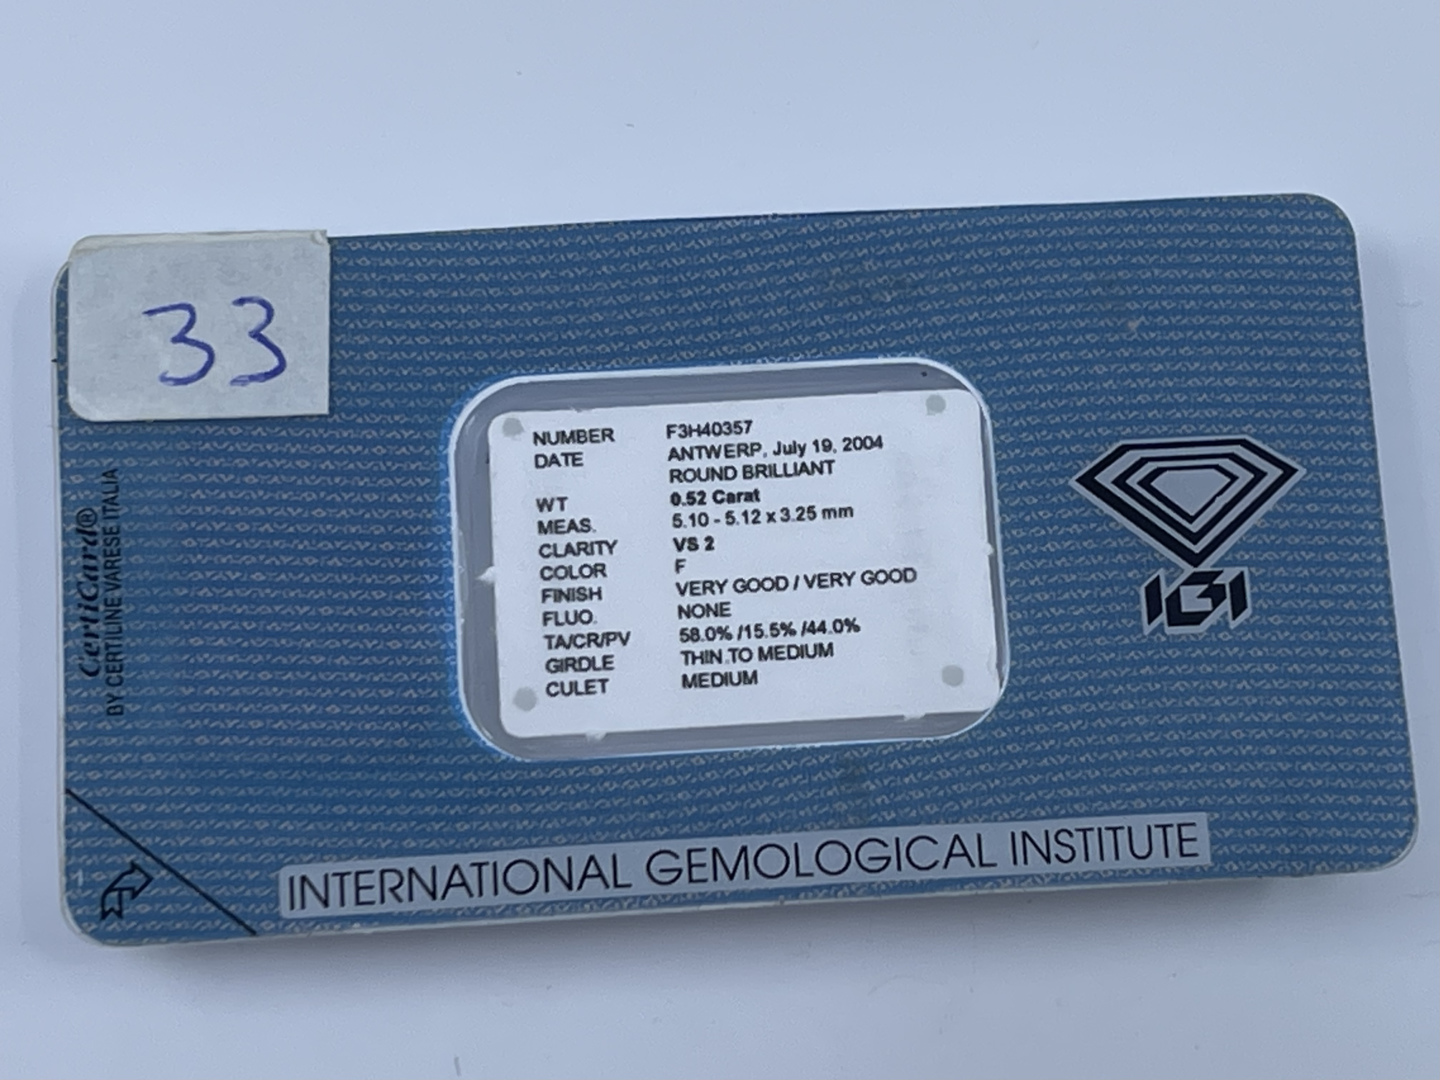 33
CertiCard®
BY CERTILINE VARESE ITALIA
NUMBER F3H40357
DATE ANTWERP, July 19, 2004
ROUND BRILLIANT
WT 0.52 Carat
MEAS. 5.10 - 5.12 x 3.25 mm
CLARITY VS 2
COLOR F
FINISH VERY GOOD / VERY GOOD
FLUO. NONE
TA/CR/PV 58.0% /15.5% /44.0%
GIRDLE THIN TO MEDIUM
CULET MEDIUM
IGI
INTERNATIONAL GEMOLOGICAL INSTITUTE